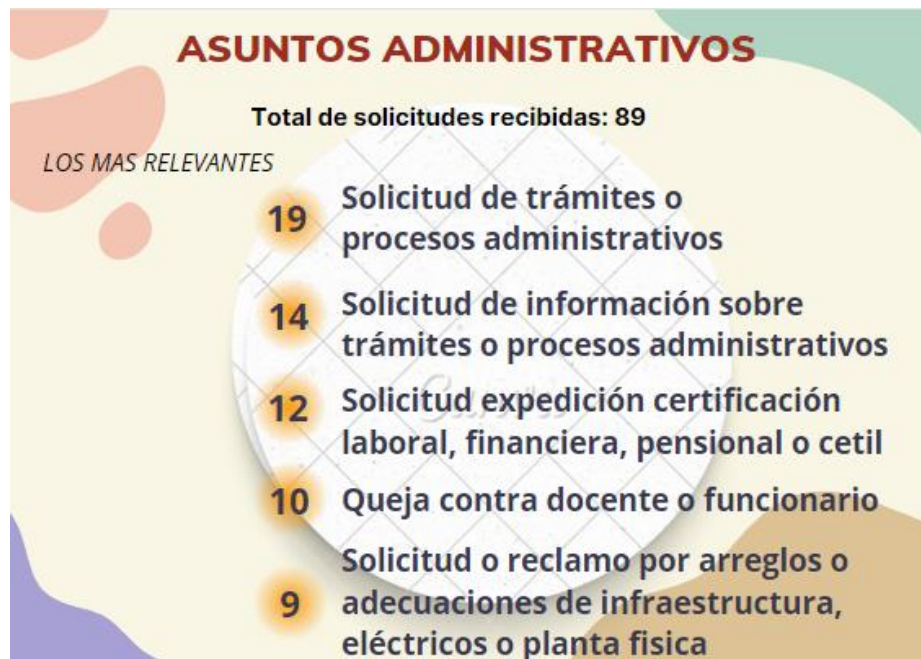 ASUNTOS ADMINISTRATIVOS
Total de solicitudes recibidas: 89
LOS MAS RELEVANTES
19 Solicitud de trámites o
procesos administrativos
14 Solicitud de información sobre
trámites o procesos administrativos
12 Solicitud expedición certificación
laboral, financiera, pensional o cetil
10 Queja contra docente o funcionario
Solicitud o reclamo por arreglos o
9 adecuaciones de infraestructura,
eléctricos o planta fisica